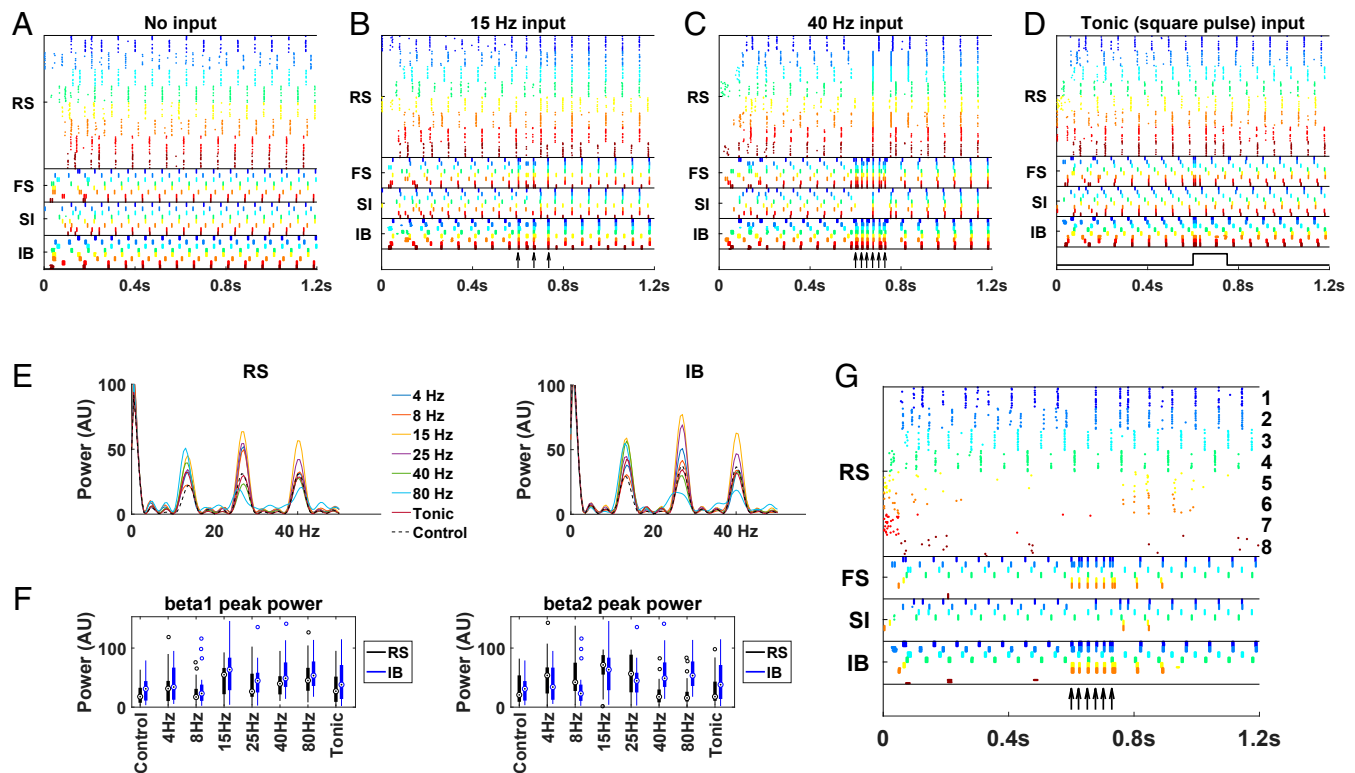 A
No input
RS
FS
SI
IB
0
0.4s
0.8s
1.2s
B
15 Hz input
RS
FS
SI
IB
0
0.4s
0.8s
1.2s
C
40 Hz input
RS
FS
SI
IB
0
0.4s
0.8s
1.2s
D
Tonic (square pulse) input
RS
FS
SI
IB
0
0.4s
0.8s
1.2s
E
RS
Power (AU)
100
50
0
0
20
40 Hz
4 Hz
8 Hz
15 Hz
25 Hz
40 Hz
80 Hz
Tonic
Control
IB
Power (AU)
100
50
0
0
20
40 Hz
F
beta1 peak power
Power (AU)
100
0
Control
4Hz
8Hz
15Hz
25Hz
40Hz
80Hz
Tonic
RS
IB
beta2 peak power
Power (AU)
100
0
Control
4Hz
8Hz
15Hz
25Hz
40Hz
80Hz
Tonic
RS
IB
G
RS
1
2
3
4
5
6
7
8
FS
SI
IB
0
0.4s
0.8s
1.2s